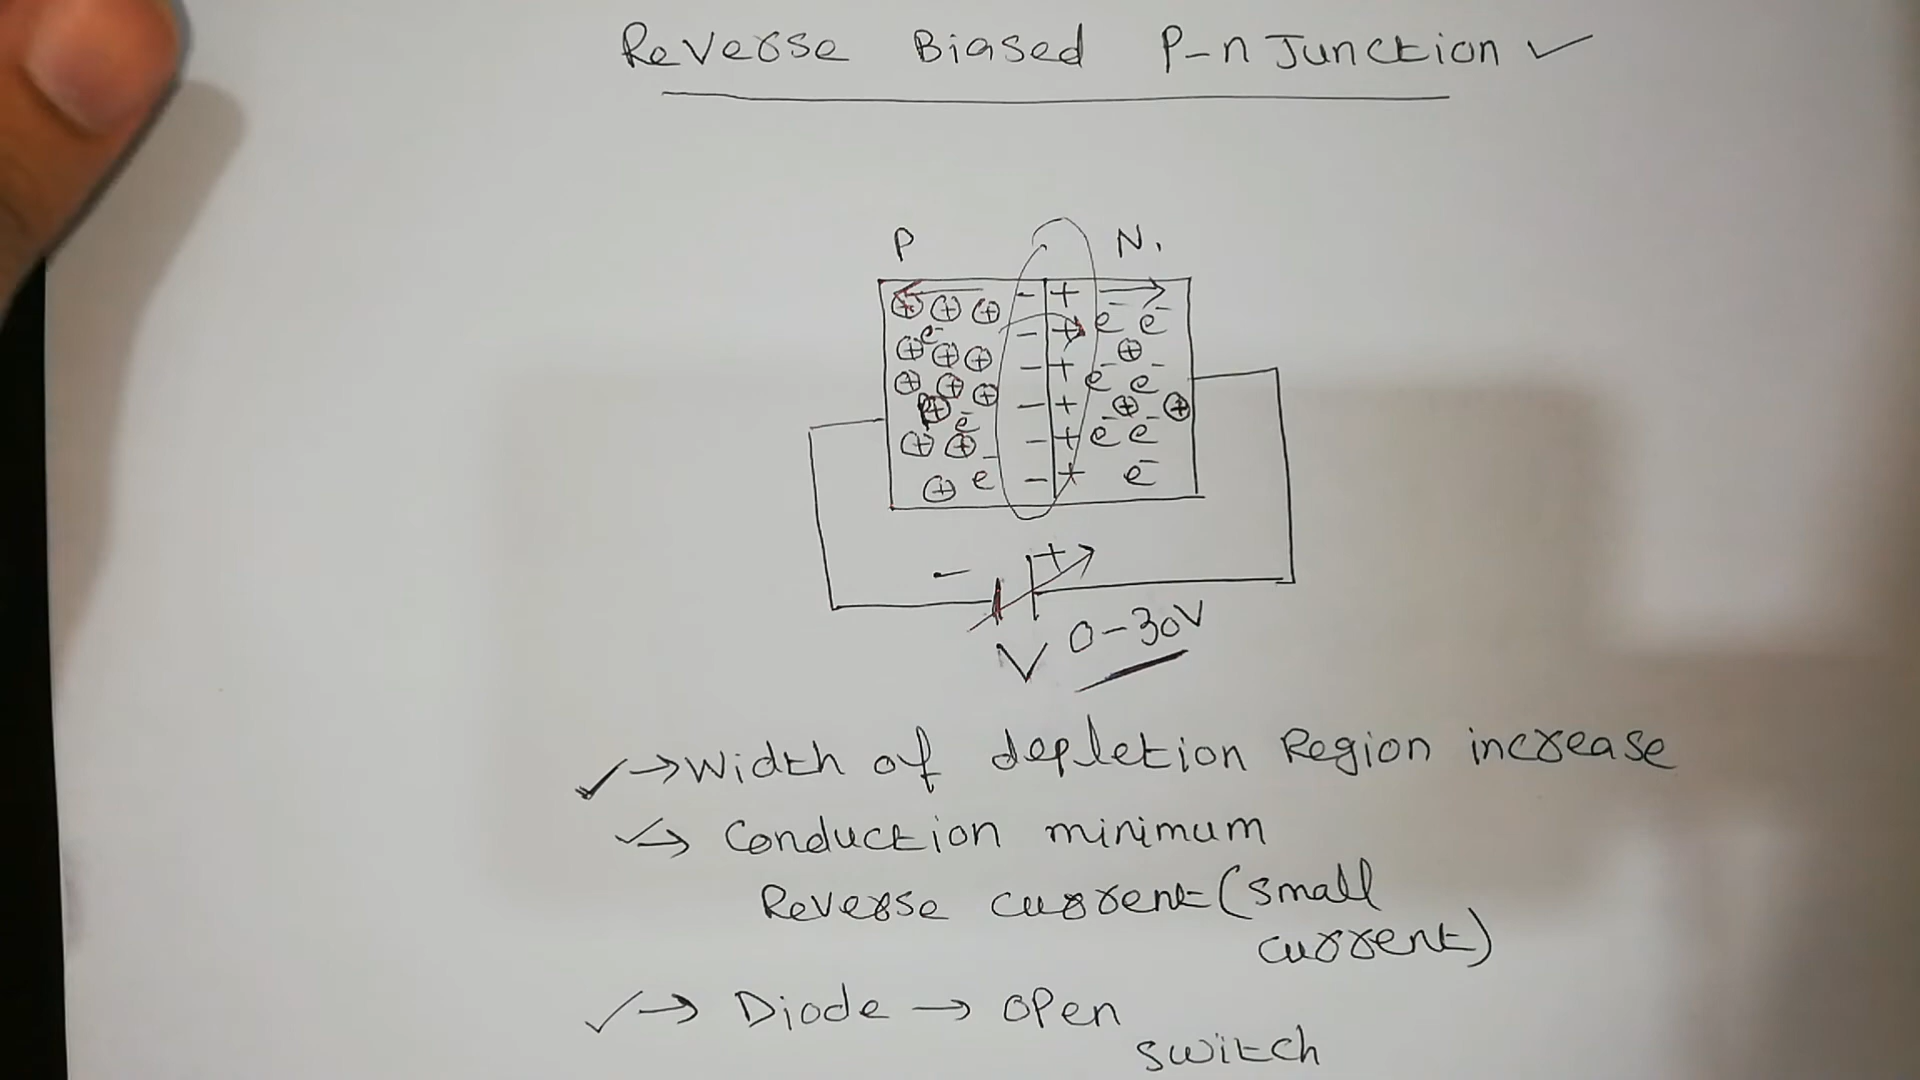 Reverse Biased P-n Junction ✓
P N.
⊕ ⊕ ⊕ - + e⁻ e⁻
e⁻ - +
⊕ ⊕ ⊕ - + ⊕
⊕ ⊕ ⊕ e⁻ e⁻
⊕ e⁻ - + ⊕ ⊕
⊕ ⊕ - + e⁻ e⁻
⊕ e⁻ - + e⁻
- +
V 0-30V
✓ → Width of depletion Region increase
✓ → Conduction minimum
Reverse current (small
current)
✓ → Diode → open
switch